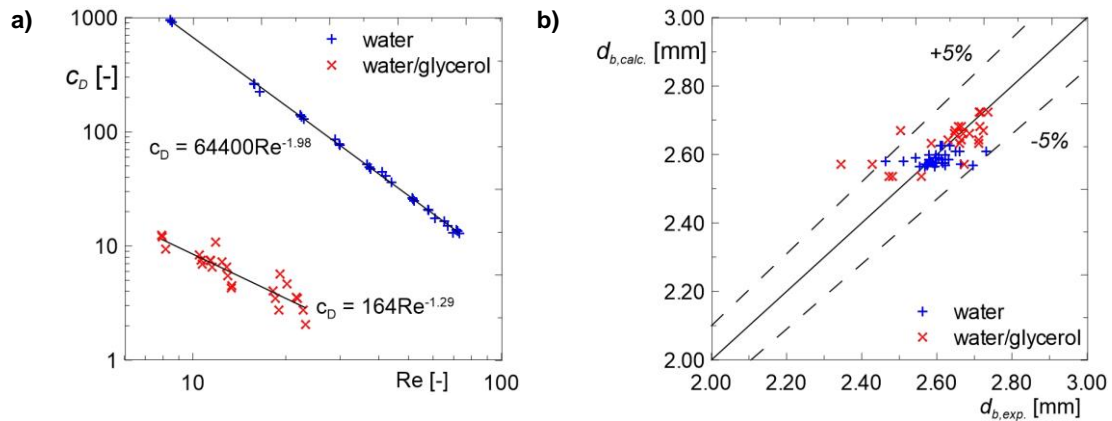 a)
1000
c_D [-]
100
10
1
10
Re [-]
100
+ water
× water/glycerol
c_D = 64400Re^-1.98
c_D = 164Re^-1.29
b)
3.00
d_b,calc. [mm]
2.80
2.60
2.40
2.20
2.00
+5%
-5%
+ water
× water/glycerol
2.00 2.20 2.40 2.60 2.80 3.00
d_b,exp. [mm]